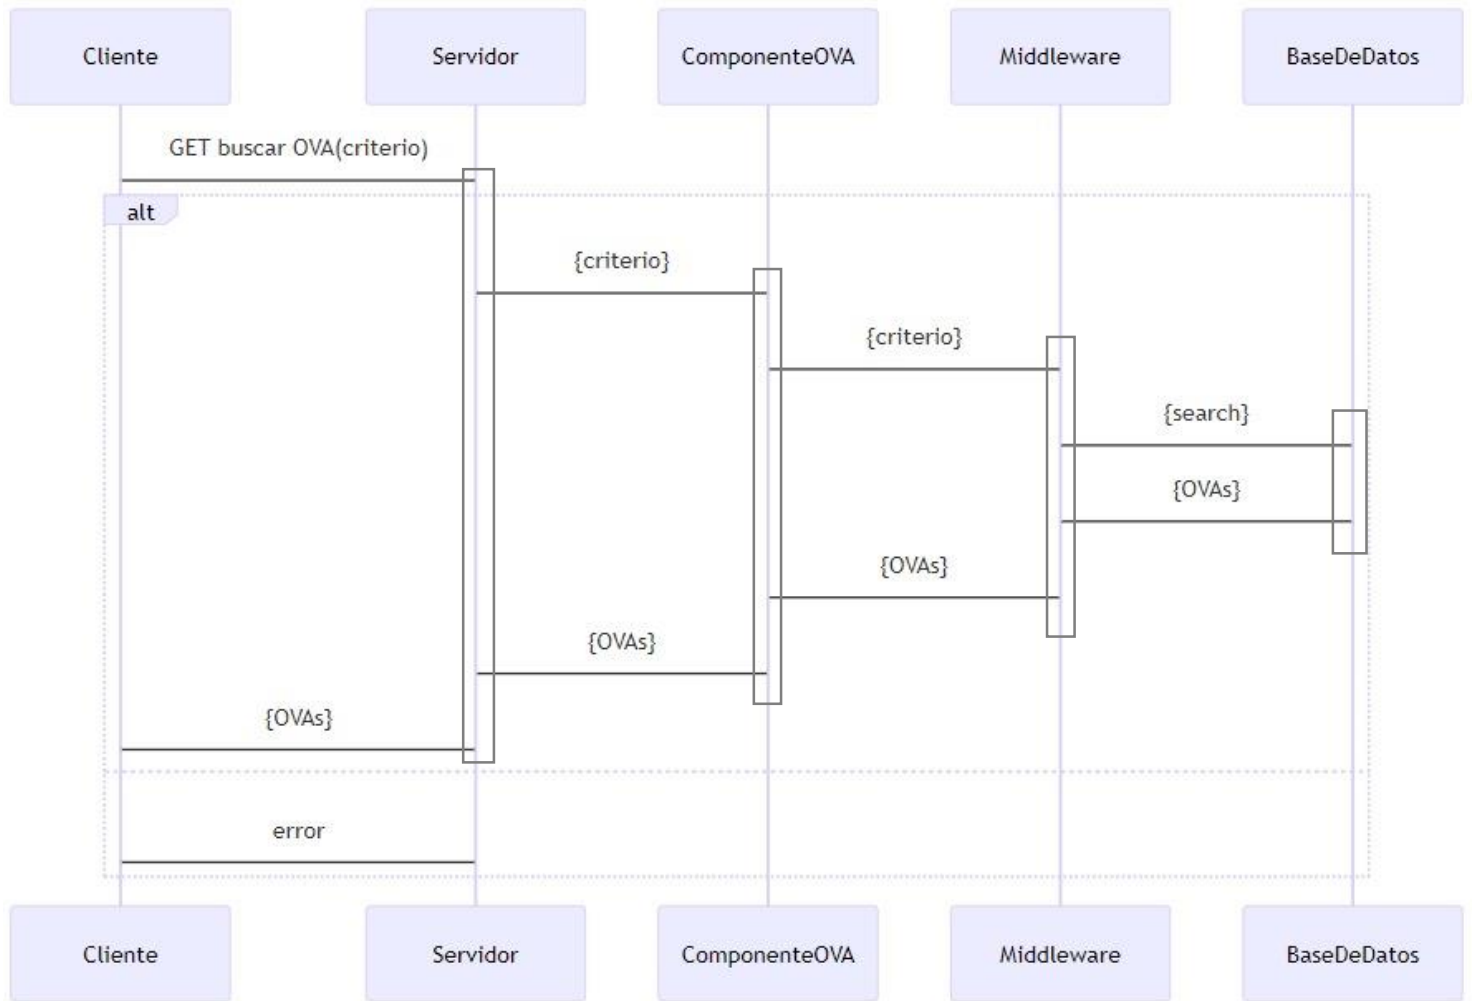 Cliente
Servidor
ComponenteOVA
Middleware
BaseDeDatos
GET buscar OVA(criterio)
alt
{criterio}
{criterio}
{search}
{OVAs}
{OVAs}
{OVAs}
{OVAs}
error
Cliente
Servidor
ComponenteOVA
Middleware
BaseDeDatos